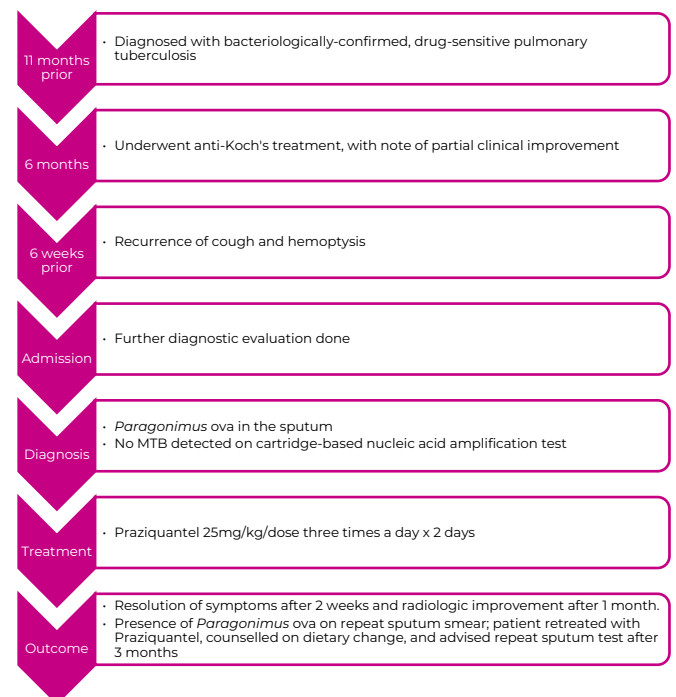 11 months
prior
• Diagnosed with bacteriologically-confirmed, drug-sensitive pulmonary
tuberculosis
6 months
• Underwent anti-Koch's treatment, with note of partial clinical improvement
6 weeks
prior
• Recurrence of cough and hemoptysis
Admission
• Further diagnostic evaluation done
Diagnosis
• Paragonimus ova in the sputum
• No MTB detected on cartridge-based nucleic acid amplification test
Treatment
• Praziquantel 25mg/kg/dose three times a day x 2 days
Outcome
• Resolution of symptoms after 2 weeks and radiologic improvement after 1 month.
• Presence of Paragonimus ova on repeat sputum smear; patient retreated with
Praziquantel, counselled on dietary change, and advised repeat sputum test after
3 months